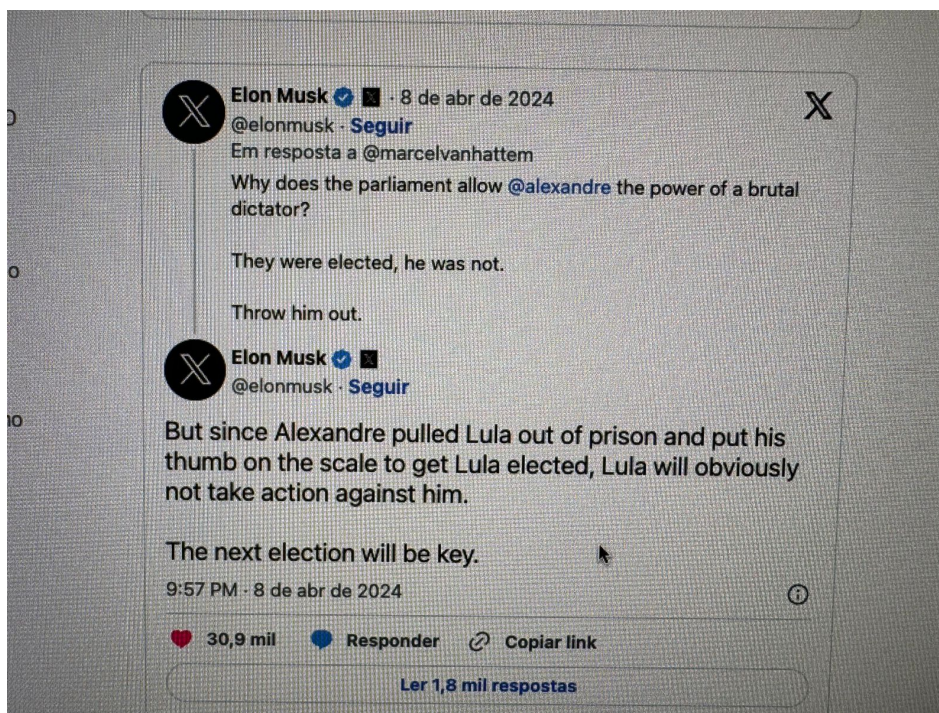 Elon Musk · 8 de abr de 2024
@elonmusk · Seguir
Em resposta a @marcelvanhattem
Why does the parliament allow @alexandre the power of a brutal
dictator?
They were elected, he was not.
Throw him out.
Elon Musk
@elonmusk · Seguir
But since Alexandre pulled Lula out of prison and put his
thumb on the scale to get Lula elected, Lula will obviously
not take action against him.
The next election will be key.
9:57 PM · 8 de abr de 2024
30,9 mil Responder Copiar link
Ler 1,8 mil respostas